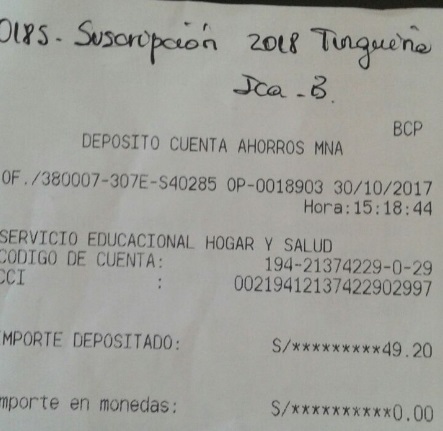 0185. Suscripción 2018 Tinguiña
Ica - B.
BCP
DEPOSITO CUENTA AHORROS MNA
OF./380007-307E-S40285 OP-0018903 30/10/2017
Hora:15:18:44
SERVICIO EDUCACIONAL HOGAR Y SALUD
CODIGO DE CUENTA: 194-21374229-0-29
CCI : 00219412137422902997
IMPORTE DEPOSITADO: S/*********49.20
mporte en monedas: S/**********0.00